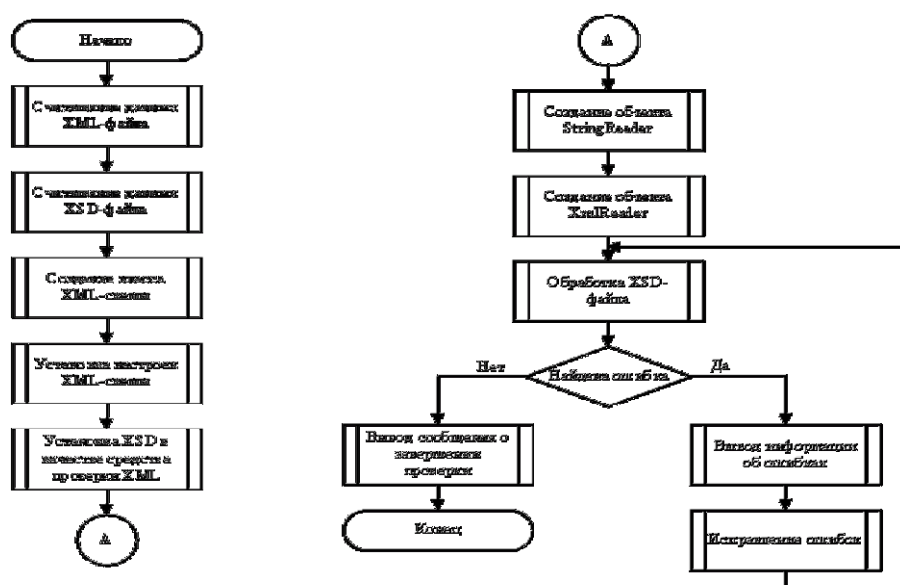 Начало
Считывание данных
XML-файла
Считывание данных
XSD-файла
Создание
XML-схемы
Установка настроек
XML-схемы
Установка XSD в
качестве средства
проверки XML
А
А
Создание объекта
StringReader
Создание объекта
XmlReader
Обработка XSD-
файла
Найдена ошибка
Нет
Да
Вывод сообщения о
завершении
проверки
Конец
Вывод информации
об ошибках
Исправление ошибок